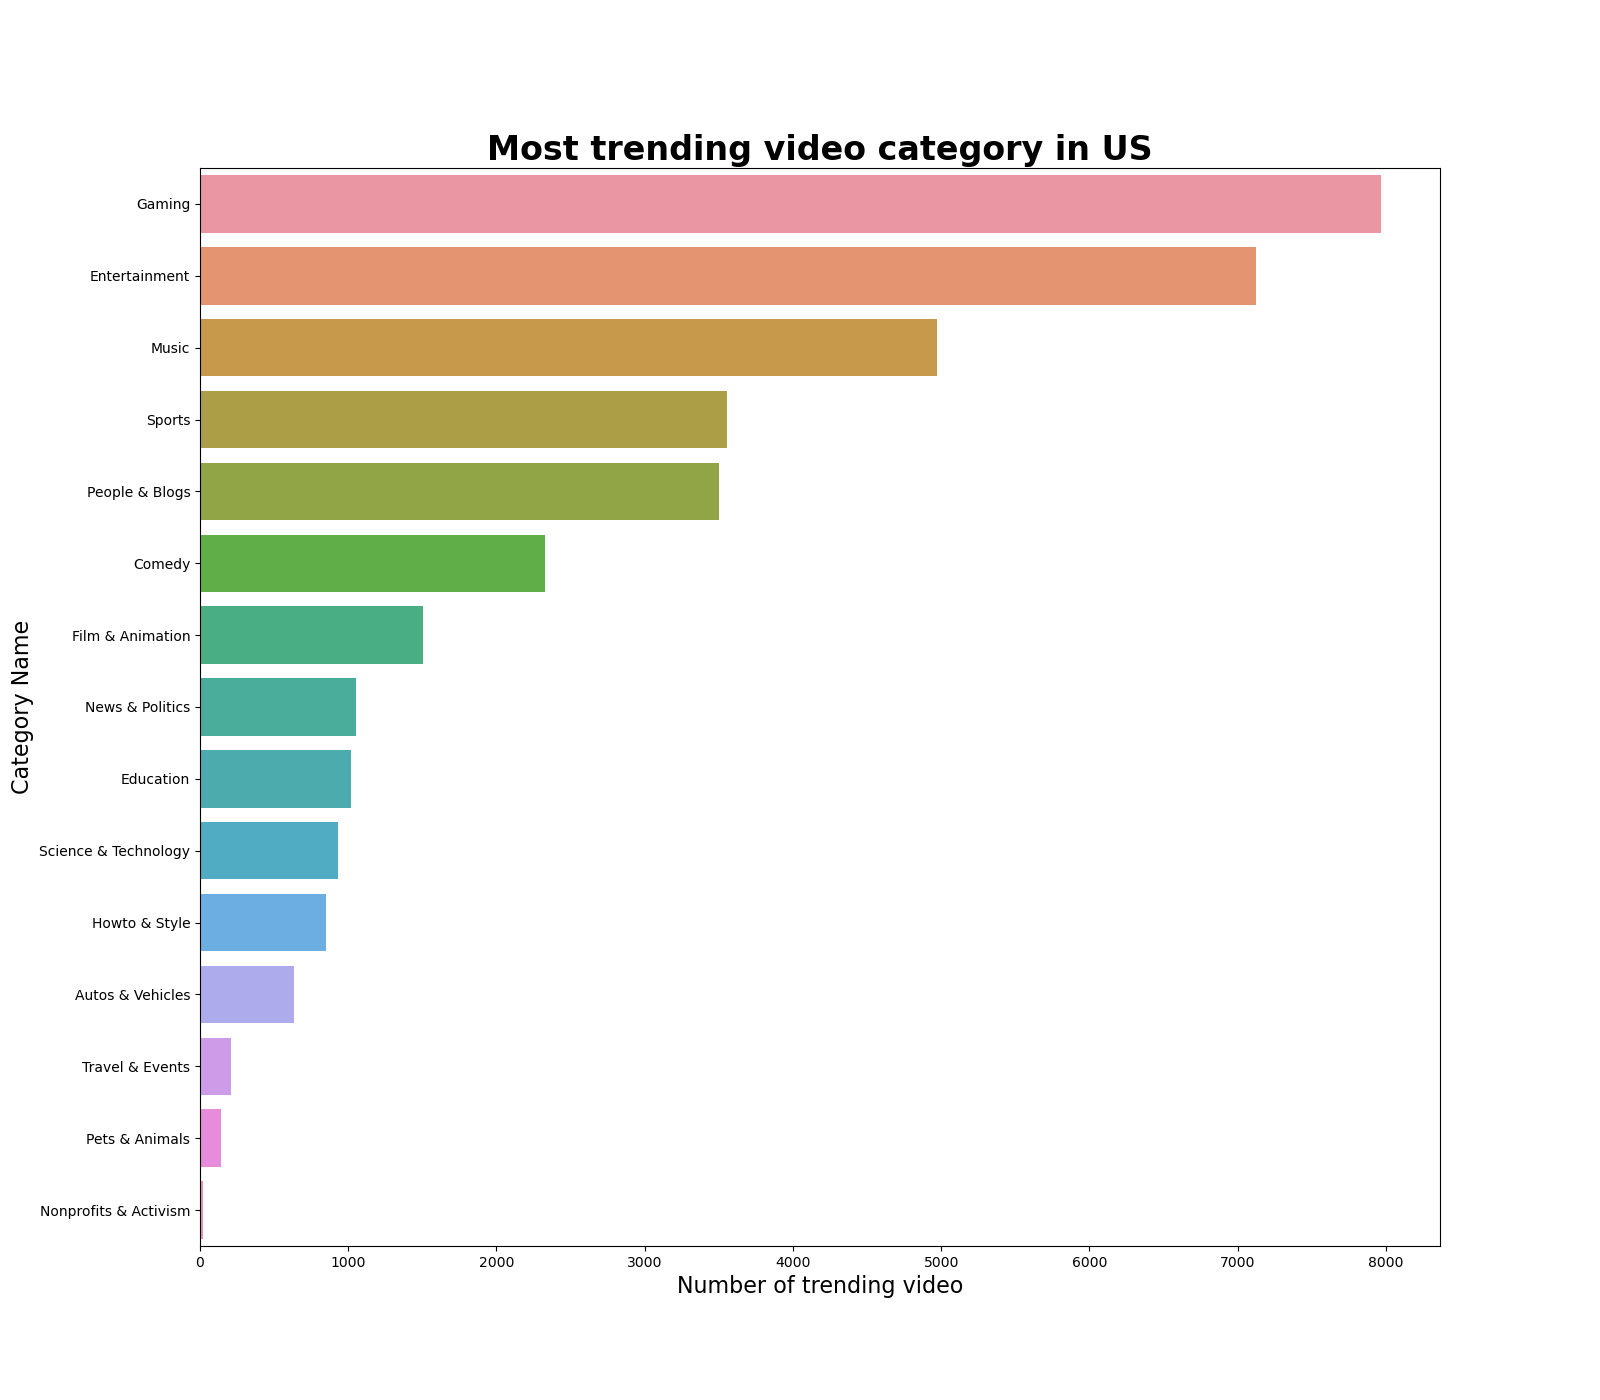 Most trending video category in US
Gaming
Entertainment
Music
Sports
People & Blogs
Comedy
Film & Animation
News & Politics
Education
Science & Technology
Howto & Style
Autos & Vehicles
Travel & Events
Pets & Animals
Nonprofits & Activism
Category Name
0 1000 2000 3000 4000 5000 6000 7000 8000
Number of trending video